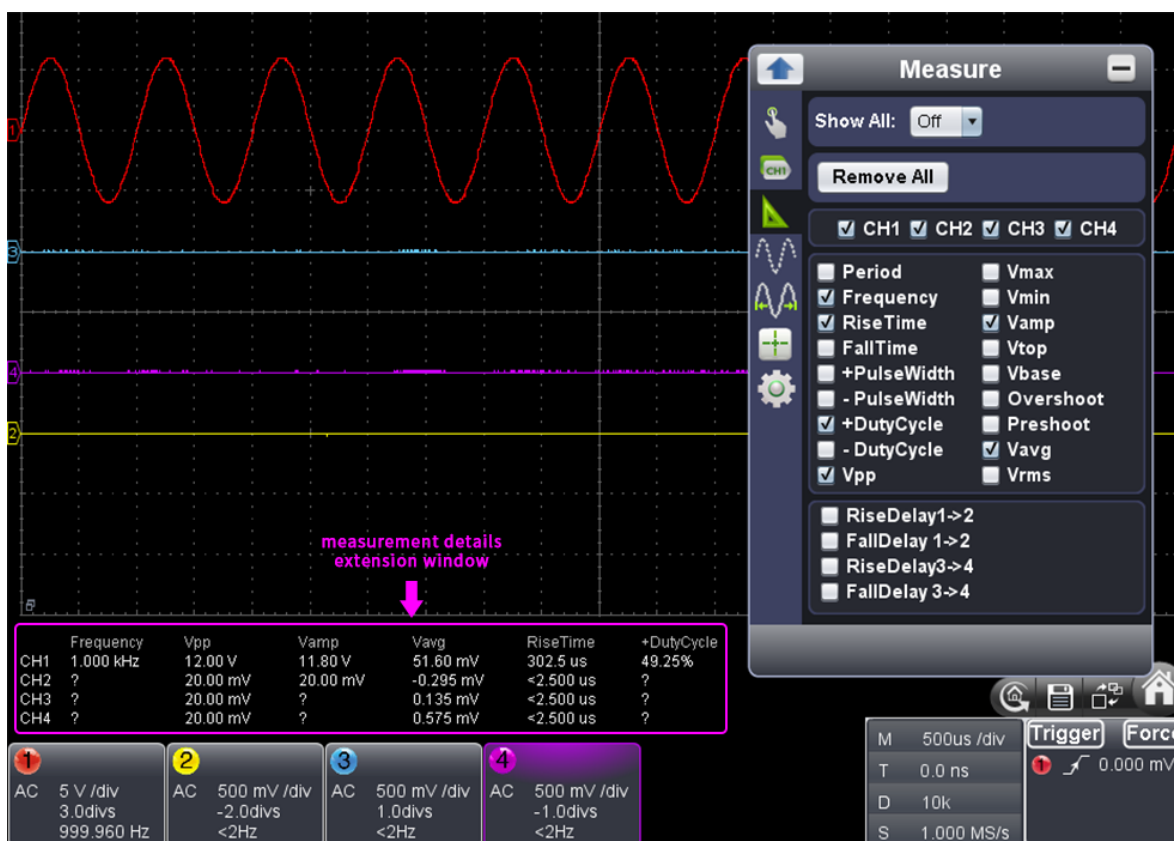 Measure
Show All: Off
Remove All
CH1
CH1 CH2 CH3 CH4
Period Vmax
Frequency Vmin
RiseTime Vamp
FallTime Vtop
+PulseWidth Vbase
- PulseWidth Overshoot
+DutyCycle Preshoot
- DutyCycle Vavg
Vpp Vrms
RiseDelay1->2
FallDelay 1->2
RiseDelay3->4
FallDelay 3->4
1
3
4
2
measurement details
extension window
Frequency Vpp Vamp Vavg RiseTime +DutyCycle
CH1 1.000 kHz 12.00 V 11.80 V 51.60 mV 302.5 us 49.25%
CH2 ? 20.00 mV 20.00 mV -0.295 mV <2.500 us ?
CH3 ? 20.00 mV ? 0.135 mV <2.500 us ?
CH4 ? 20.00 mV ? 0.575 mV <2.500 us ?
1
AC 5 V /div
3.0divs
999.960 Hz
2
AC 500 mV /div
-2.0divs
<2Hz
3
AC 500 mV /div
1.0divs
<2Hz
4
AC 500 mV /div
-1.0divs
<2Hz
M 500us /div
T 0.0 ns
D 10k
S 1.000 MS/s
Trigger Force
1 0.000 mV